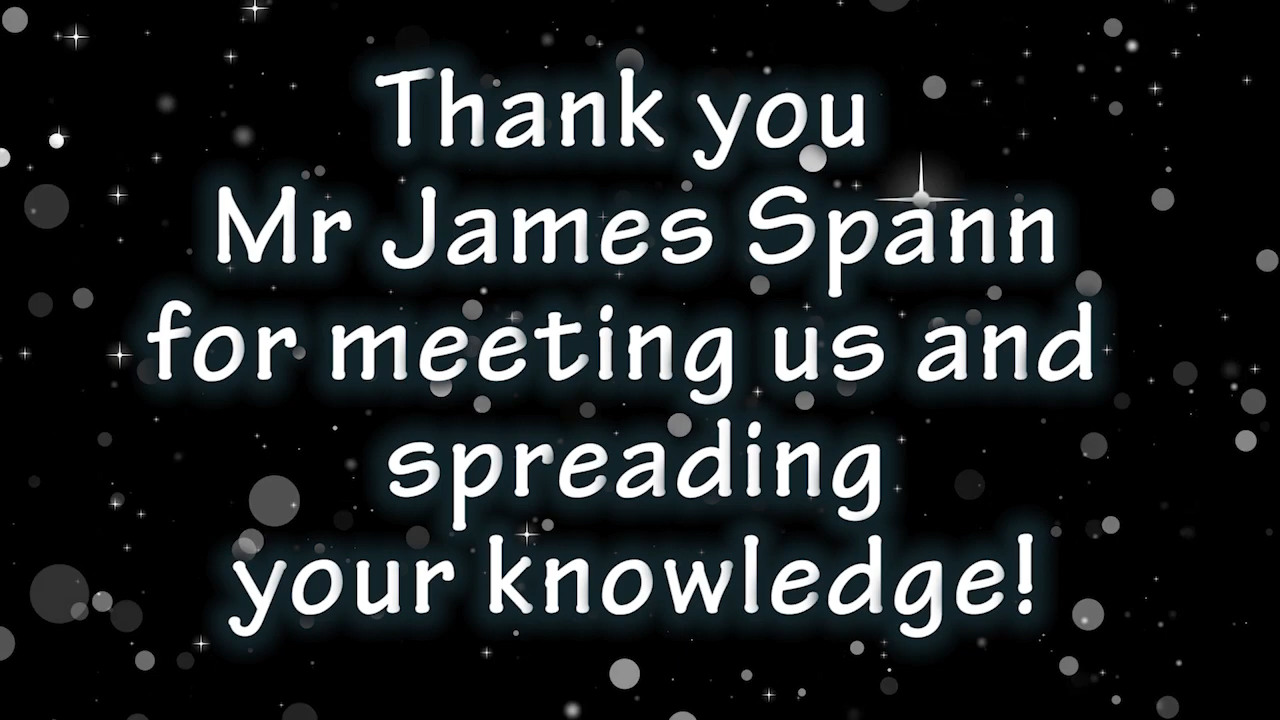 Thank you
Mr James Spann
for meeting us and
spreading
your knowledge!